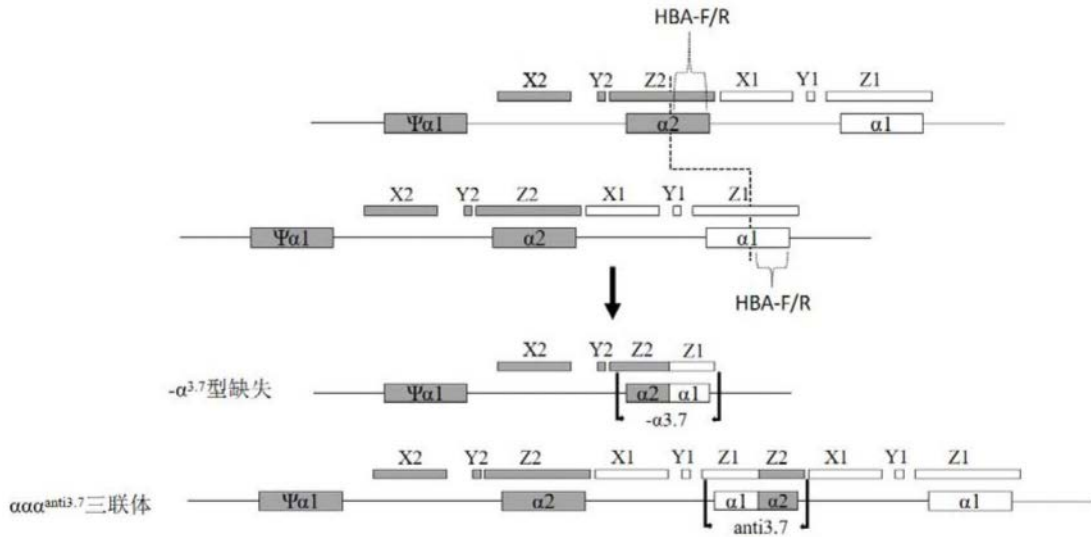 HBA-F/R
X2 Y2 Z2 X1 Y1 Z1
Ψα1 α2 α1
X2 Y2 Z2 X1 Y1 Z1
Ψα1 α2 α1
HBA-F/R
X2 Y2 Z2 Z1
-α3.7型缺失 Ψα1 α2 α1
-α3.7
X2 Y2 Z2 X1 Y1 Z1 Z2 X1 Y1 Z1
αααanti3.7三联体 Ψα1 α2 α1 α2 α1
anti3.7